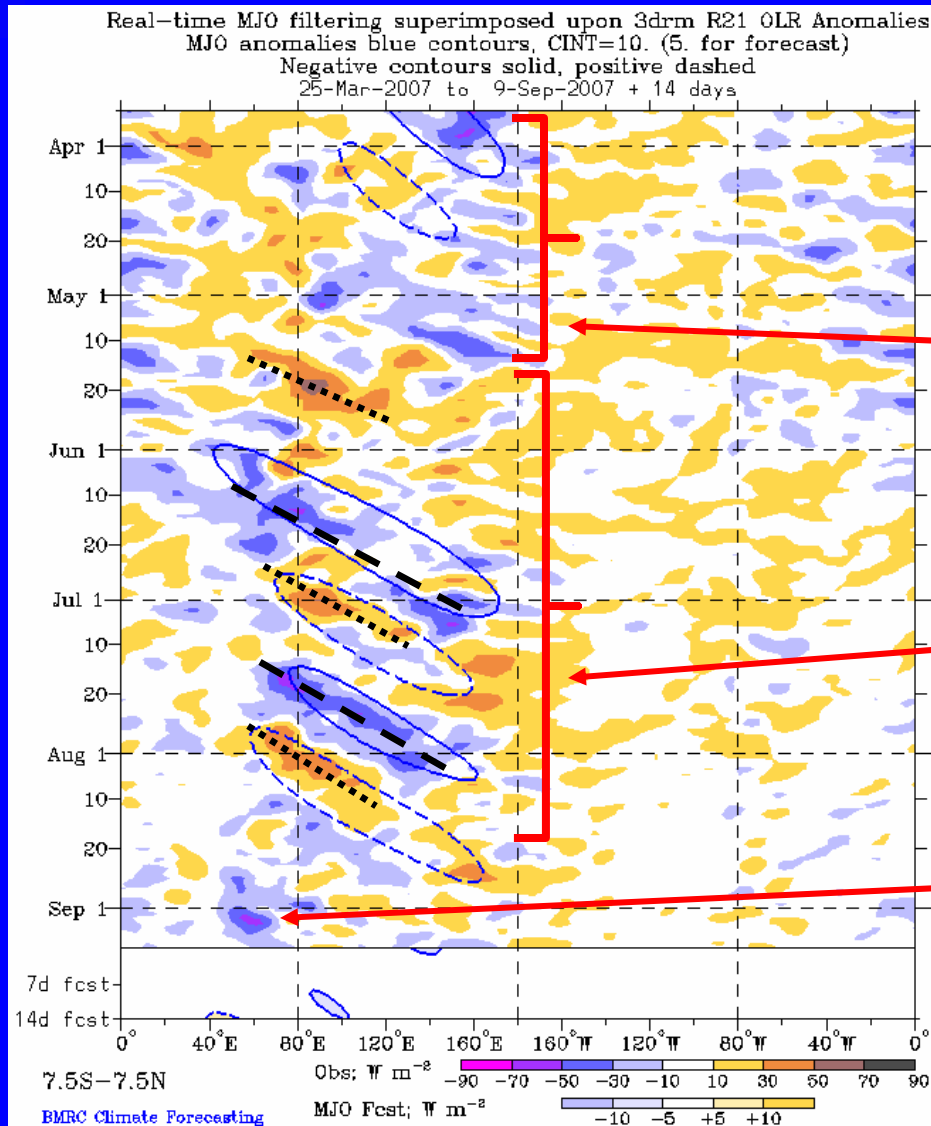 Real-time MJO filtering superimposed upon 3drm R21 OLR Anomalies
MJO anomalies blue contours, CINT=10. (5. for forecast)
Negative contours solid, positive dashed
25-Mar-2007 to 9-Sep-2007 + 14 days
Apr 1
10
20
May 1
10
20
Jun 1
10
20
Jul 1
10
20
Aug 1
10
20
Sep 1
7d fcst
14d fcst
0° 40°E 80°E 120°E 160°E 160°W 120°W 80°W 40°W 0°
7.5S-7.5N
Obs; W m⁻²
-90 -70 -50 -30 -10 10 30 50 70 90
MJO Fcst; W m⁻²
-10 -5 +5 +10
BMRC Climate Forecasting